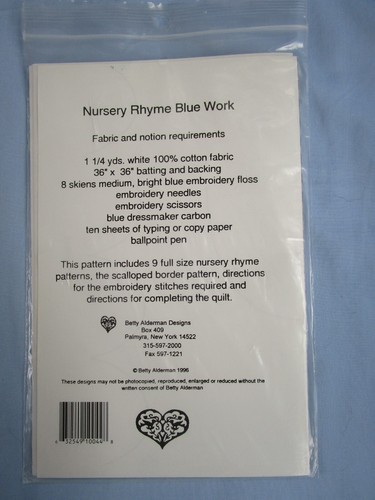 Nursery Rhyme Blue Work
Fabric and notion requirements
1 1/4 yds. white 100% cotton fabric
36" x 36" batting and backing
8 skiens medium, bright blue embroidery floss
embroidery needles
embroidery scissors
blue dressmaker carbon
ten sheets of typing or copy paper
ballpoint pen
This pattern includes 9 full size nursery rhyme
patterns, the scalloped border pattern, directions
for the embroidery stitches required and
directions for completing the quilt.
Betty Alderman Designs
Box 409
Palmyra, New York 14522
315-597-2000
Fax 597-1221
© Betty Alderman 1996
These designs may not be photocopied, reproduced, enlarged or reduced without the
written consent of Betty Alderman